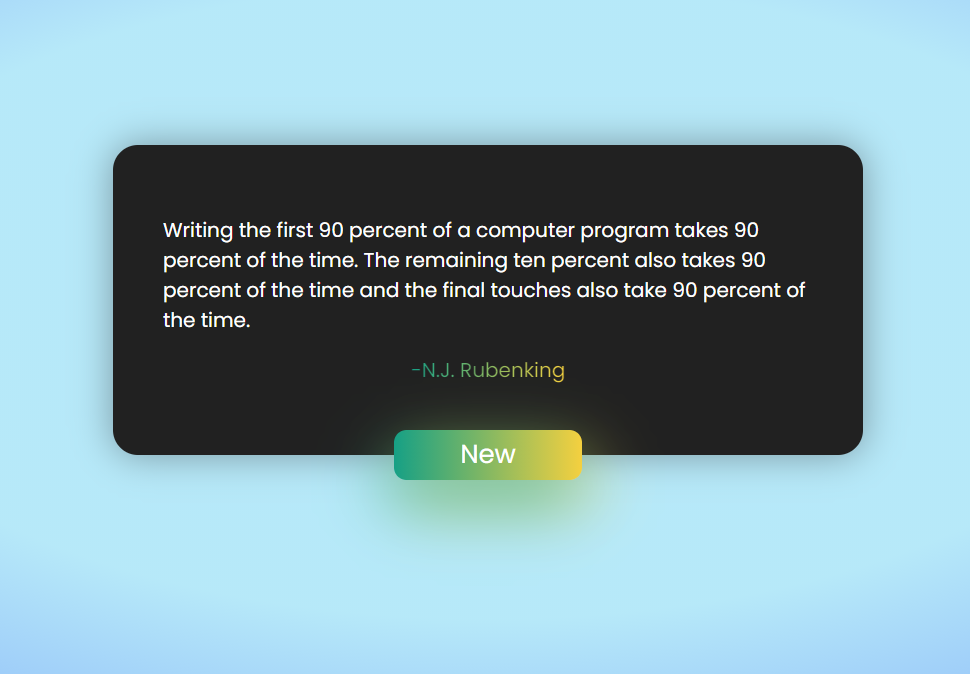 Writing the first 90 percent of a computer program takes 90
percent of the time. The remaining ten percent also takes 90
percent of the time and the final touches also take 90 percent of
the time.
-N.J. Rubenking
New